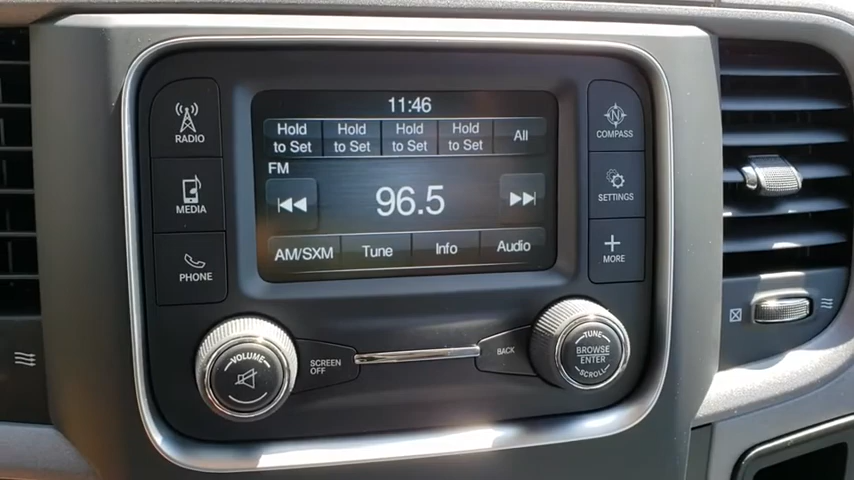 11:46
Hold to Set
Hold to Set
Hold to Set
Hold to Set
All
FM
96.5
AM/SXM
Tune
Info
Audio
RADIO
MEDIA
PHONE
N
COMPASS
SETTINGS
MORE
VOLUME
SCREEN
OFF
BACK
TUNE
BROWSE
ENTER
SCROLL